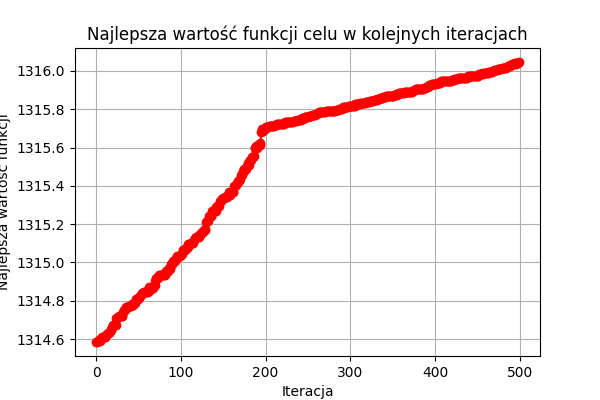 Najlepsza wartość funkcji celu w kolejnych iteracjach
Najlepsza wartość funkcji
1316.0
1315.8
1315.6
1315.4
1315.2
1315.0
1314.8
1314.6
0 100 200 300 400 500
Iteracja